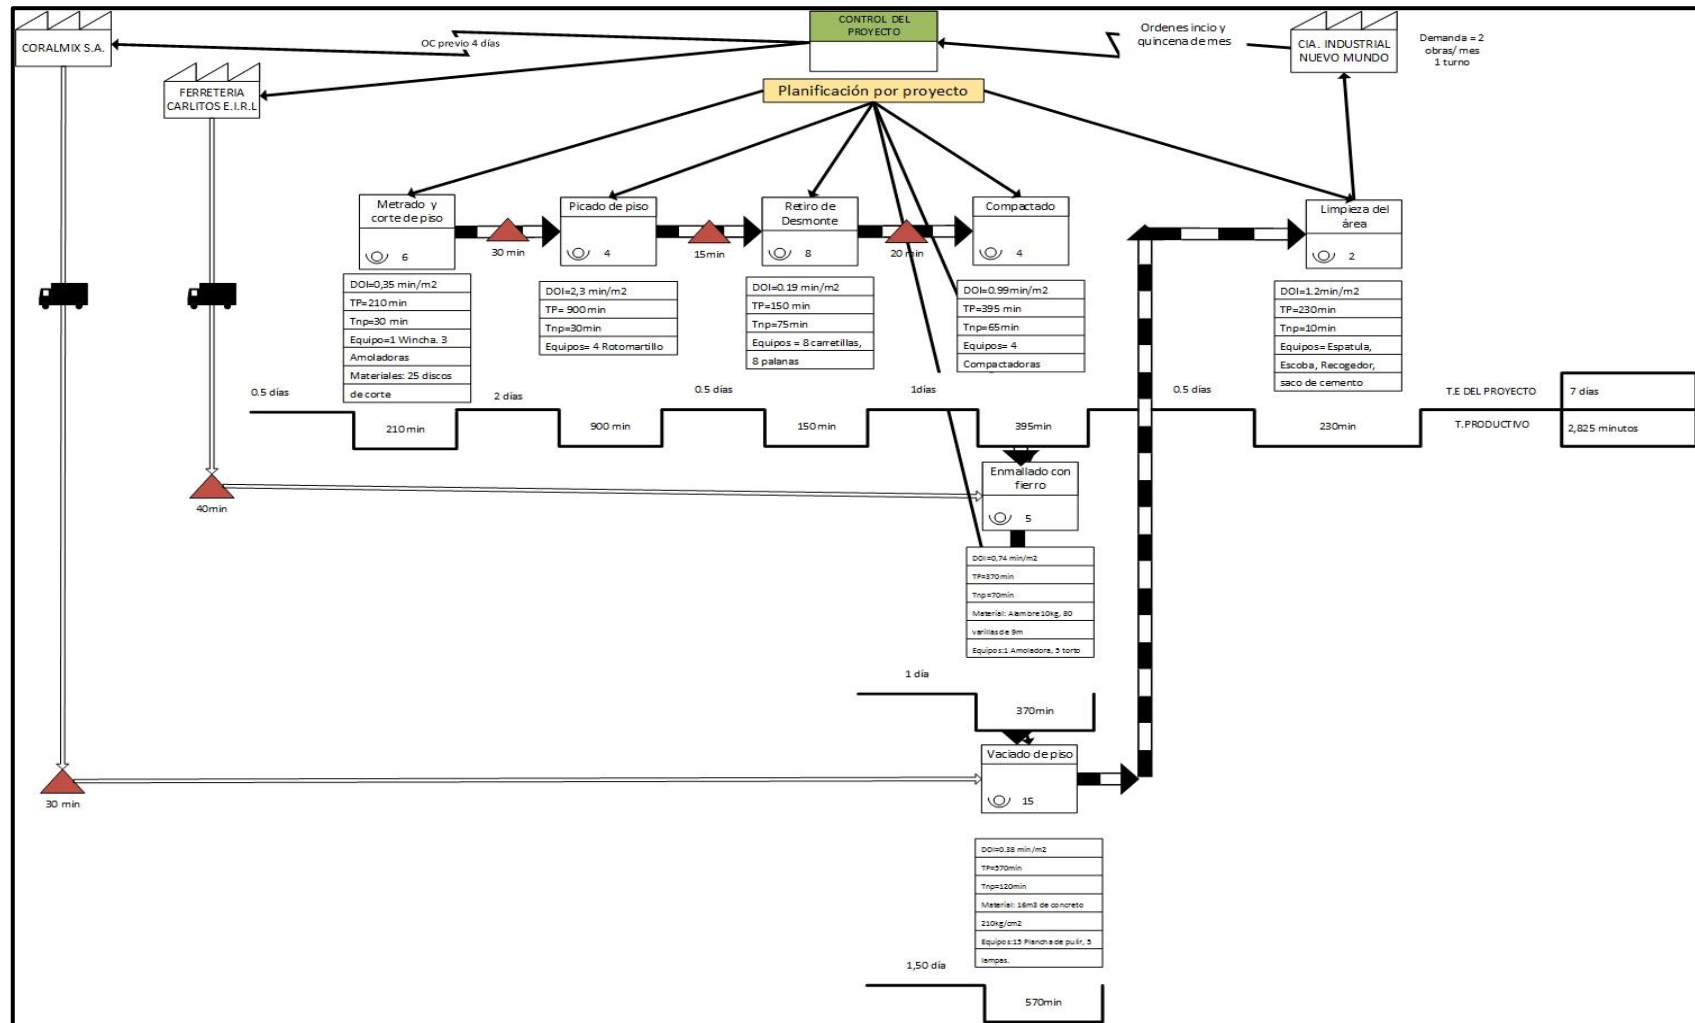 CORALMIX S.A.
OC previo 4 días
CONTROL DEL
PROYECTO
Ordenes incio y
quincena de mes
CIA. INDUSTRIAL
NUEVO MUNDO
Demanda = 2
obras/ mes
1 turno
FERRETERIA
CARLITOS E.I.R.L
Planificación por proyecto
Metrado y
corte de piso
6
30 min
Picado de piso
4
15min
Retiro de
Desmonte
8
20 min
Compactado
4
Limpieza del
área
2
DOI=0,35 min/m2
TP=210 min
Tnp=30 min
Equipo=1 Wincha. 3
Amoladoras
Materiales: 25 discos
de corte
DOI=2,3 min/m2
TP= 900 min
Tnp=30min
Equipos= 4 Rotomartillo
DOI=0.19 min/m2
TP=150 min
Tnp=75min
Equipos = 8 carretillas,
8 palanas
DOI=0.99min/m2
TP=395 min
Tnp=65min
Equipos= 4
Compactadoras
DOI=1.2min/m2
TP=230min
Tnp=10min
Equipos= Espatula,
Escoba, Recogedor,
saco de cemento
0.5 días
210 min
2 días
900 min
0.5 días
150 min
1días
395min
0.5 días
230min
T.E DEL PROYECTO
7 días
T.PRODUCTIVO
2,825 minutos
40min
Enmallado con
fierro
5
DOI=0,74 min/m2
TP=370min
Tnp=70min
Material: Alambre 10kg, 80
varillas de 9m
Equipos:1 Amoladora, 5 torto
1 día
370min
30 min
Vaciado de piso
15
DOI=0.38 min/m2
TP=570min
Tnp=120min
Material: 16m3 de concreto
210kg/cm2
Equipos:15 Plancha de pulir, 5
lampas.
1,50 día
570min